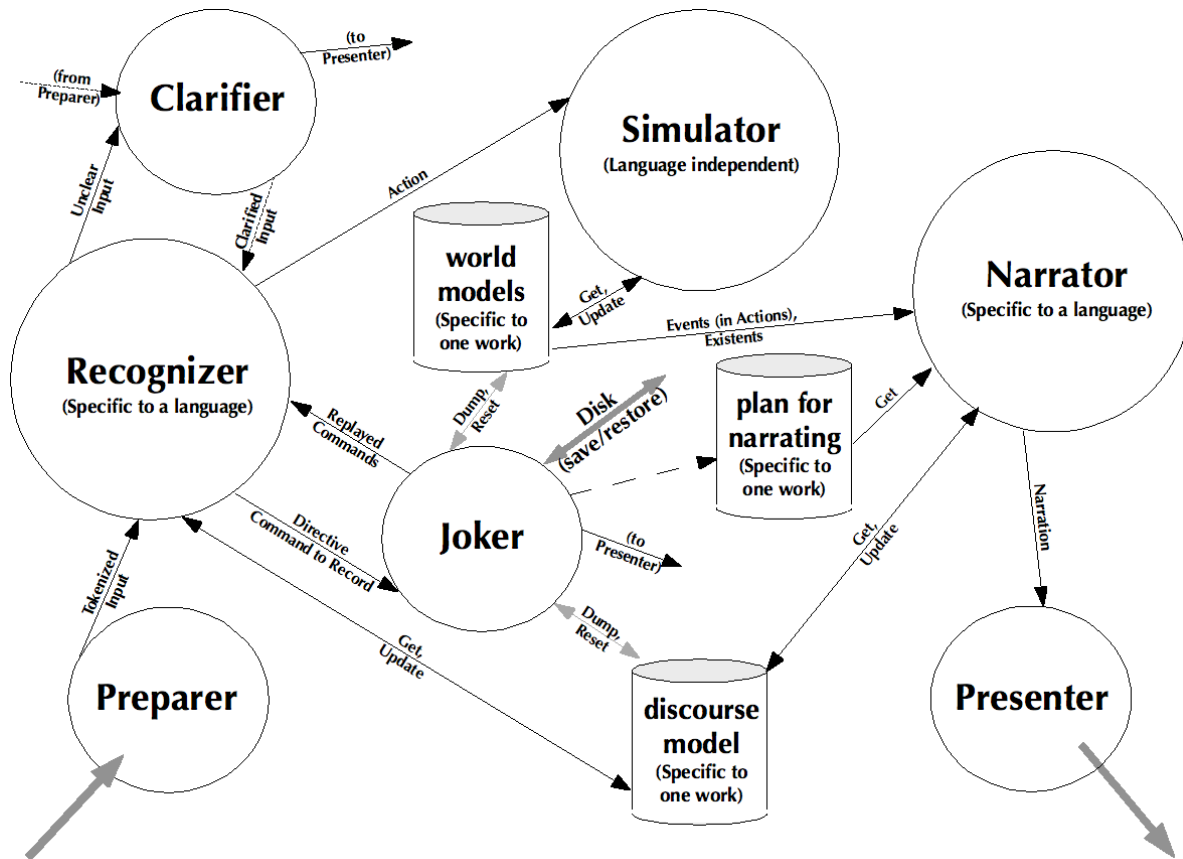 (to
Presenter)
(from
Preparer)
Clarifier
Unclear
Input
Clarified
Input
Action
Simulator
(Language independent)
world
models
(Specific to
one work)
Get,
Update
Events (in Actions),
Existents
Narrator
(Specific to a language)
Recognizer
(Specific to a language)
Dump,
Reset
Disk
(save/restore)
plan for
narrating
(Specific to
one work)
Get
Replayed
Commands
Directive
Command to Record
Joker
(to
Presenter)
Get,
Update
Narration
Tokenized
Input
Dump,
Reset
Get,
Update
Preparer
discourse
model
(Specific to
one work)
Presenter